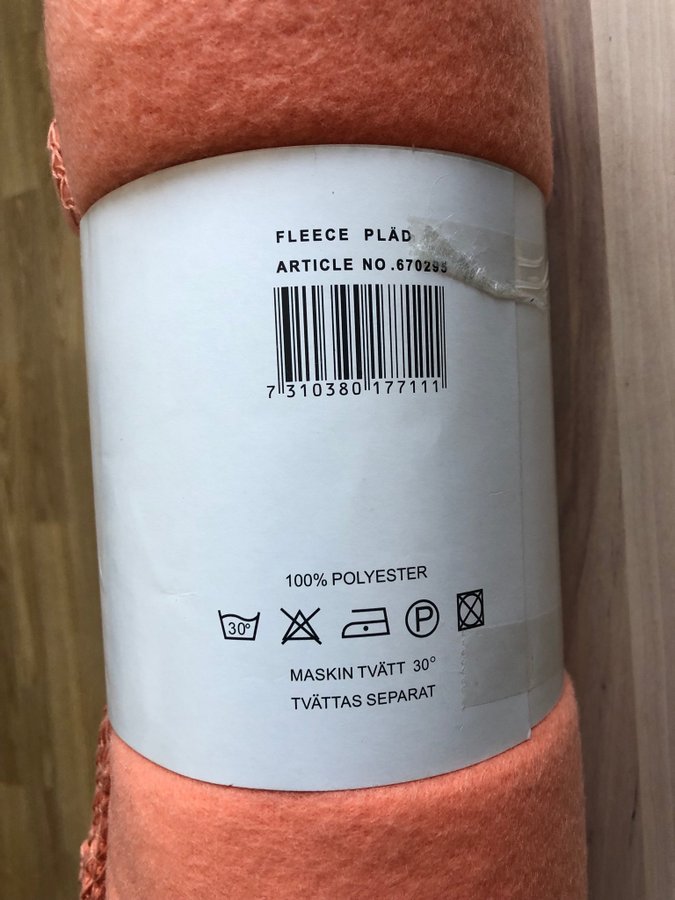 FLEECE PLÄD
ARTICLE NO.670295
7 310380 177111
100% POLYESTER
30°
P
MASKIN TVÄTT 30°
TVÄTTAS SEPARAT